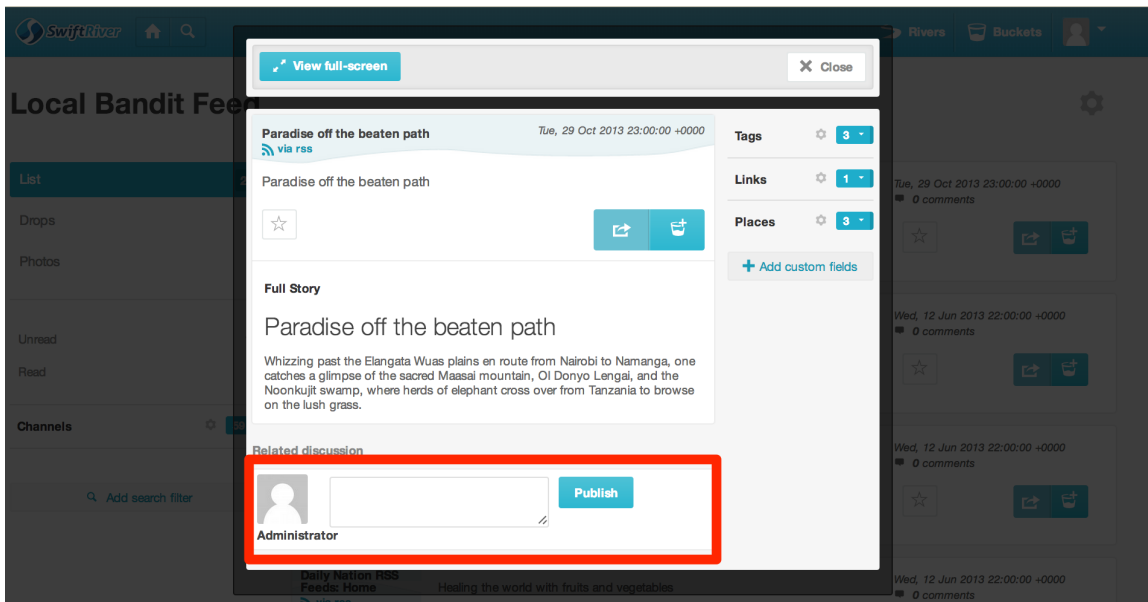 SwiftRiver
Rivers
Buckets
View full-screen
Close
Local Bandit Feed
Paradise off the beaten path
Tue, 29 Oct 2013 23:00:00 +0000
via rss
Paradise off the beaten path
Full Story
Paradise off the beaten path
Whizzing past the Elangata Wuas plains en route from Nairobi to Namanga, one
catches a glimpse of the sacred Maasai mountain, Ol Donyo Lengai, and the
Noonkujit swamp, where herds of elephant cross over from Tanzania to browse
on the lush grass.
Related discussion
Administrator
Publish
Tags
3
Links
1
Places
3
Add custom fields
List
Drops
Photos
Unread
Read
Channels
Add search filter
Tue, 29 Oct 2013 23:00:00 +0000
0 comments
Wed, 12 Jun 2013 22:00:00 +0000
0 comments
Wed, 12 Jun 2013 22:00:00 +0000
0 comments
Daily Nation RSS
Feeds: Home
via rss
Healing the world with fruits and vegetables
Wed, 12 Jun 2013 22:00:00 +0000
0 comments